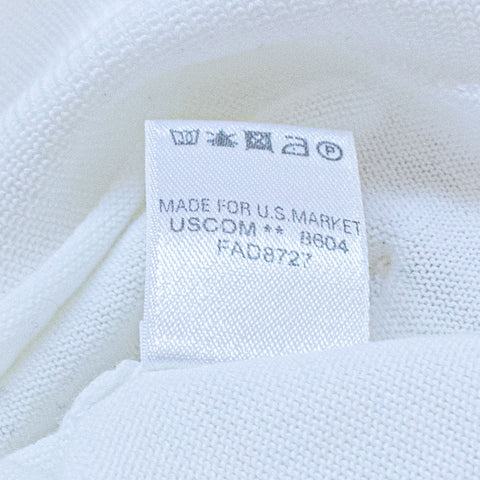 MADE FOR U.S. MARKET
USCOM ** 8604
FAD8727